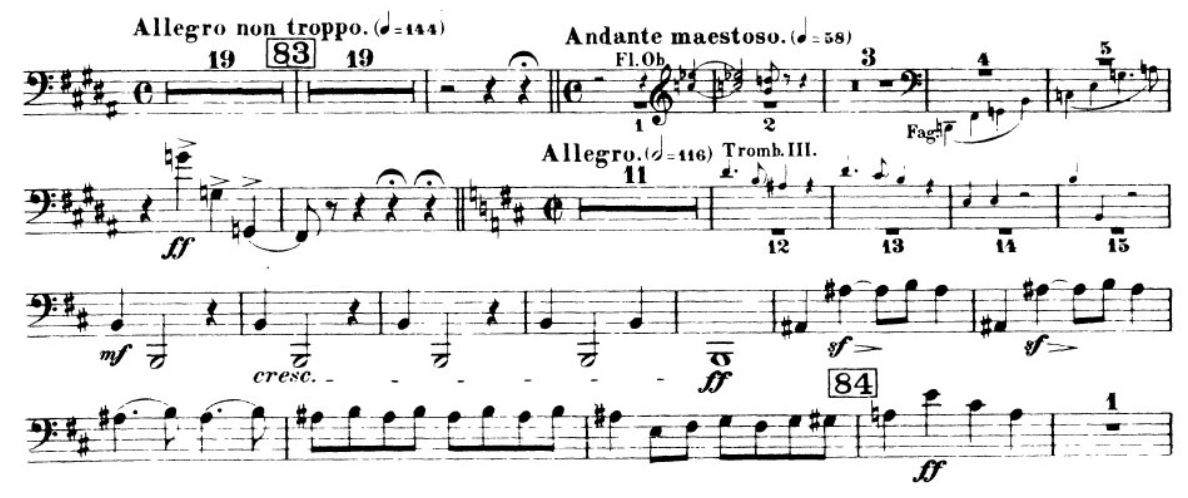 Allegro non troppo. (♩=144)
19 83 19
Andante maestoso. (♩=58)
Fl. Ob.
3 4 5
1 2
Fag.
ff
Allegro. (𝅗𝅥=116) Tromb. III.
11
12 13 14 15
mf cresc. - - - - - ff sf sf
84
1
ff